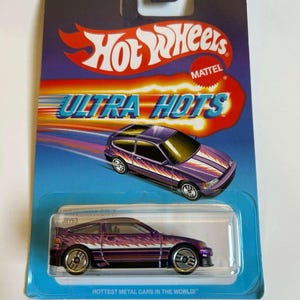 Hot Wheels
MATTEL
ULTRA HOTS
HOTTEST METAL CARS IN THE WORLD!